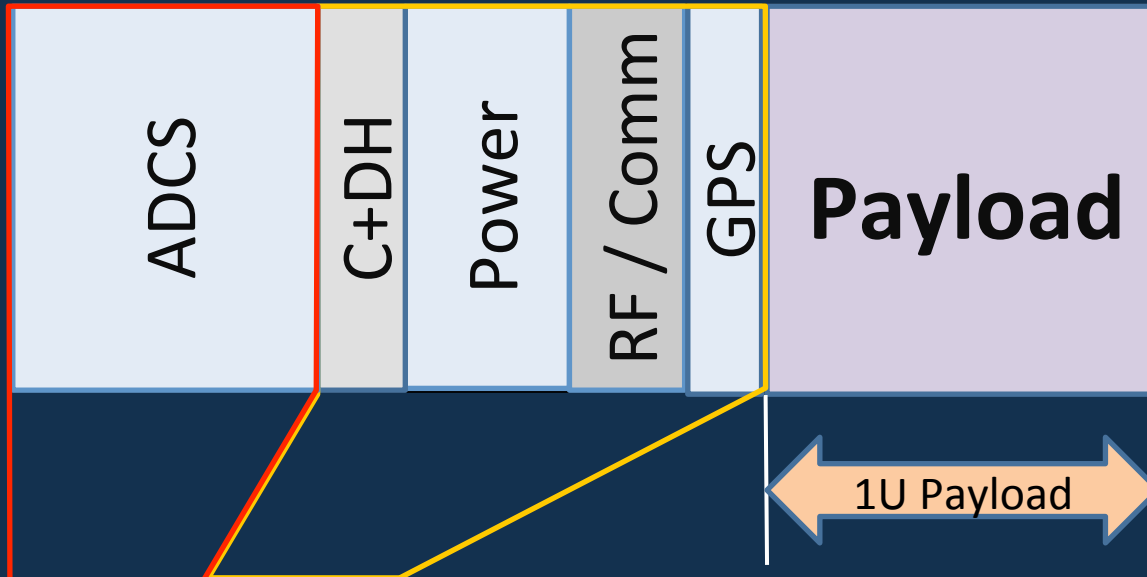 ADCS
C+DH
Power
RF / Comm
GPS
Payload
1U Payload